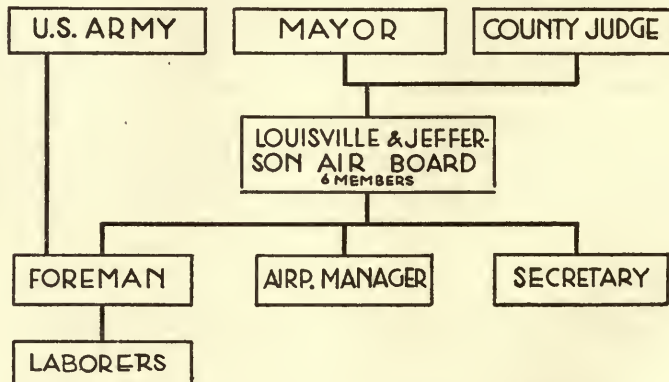 U.S. ARMY
MAYOR
COUNTY JUDGE
LOUISVILLE & JEFFER-
SON AIR BOARD
6 MEMBERS
FOREMAN
AIRP. MANAGER
SECRETARY
LABORERS